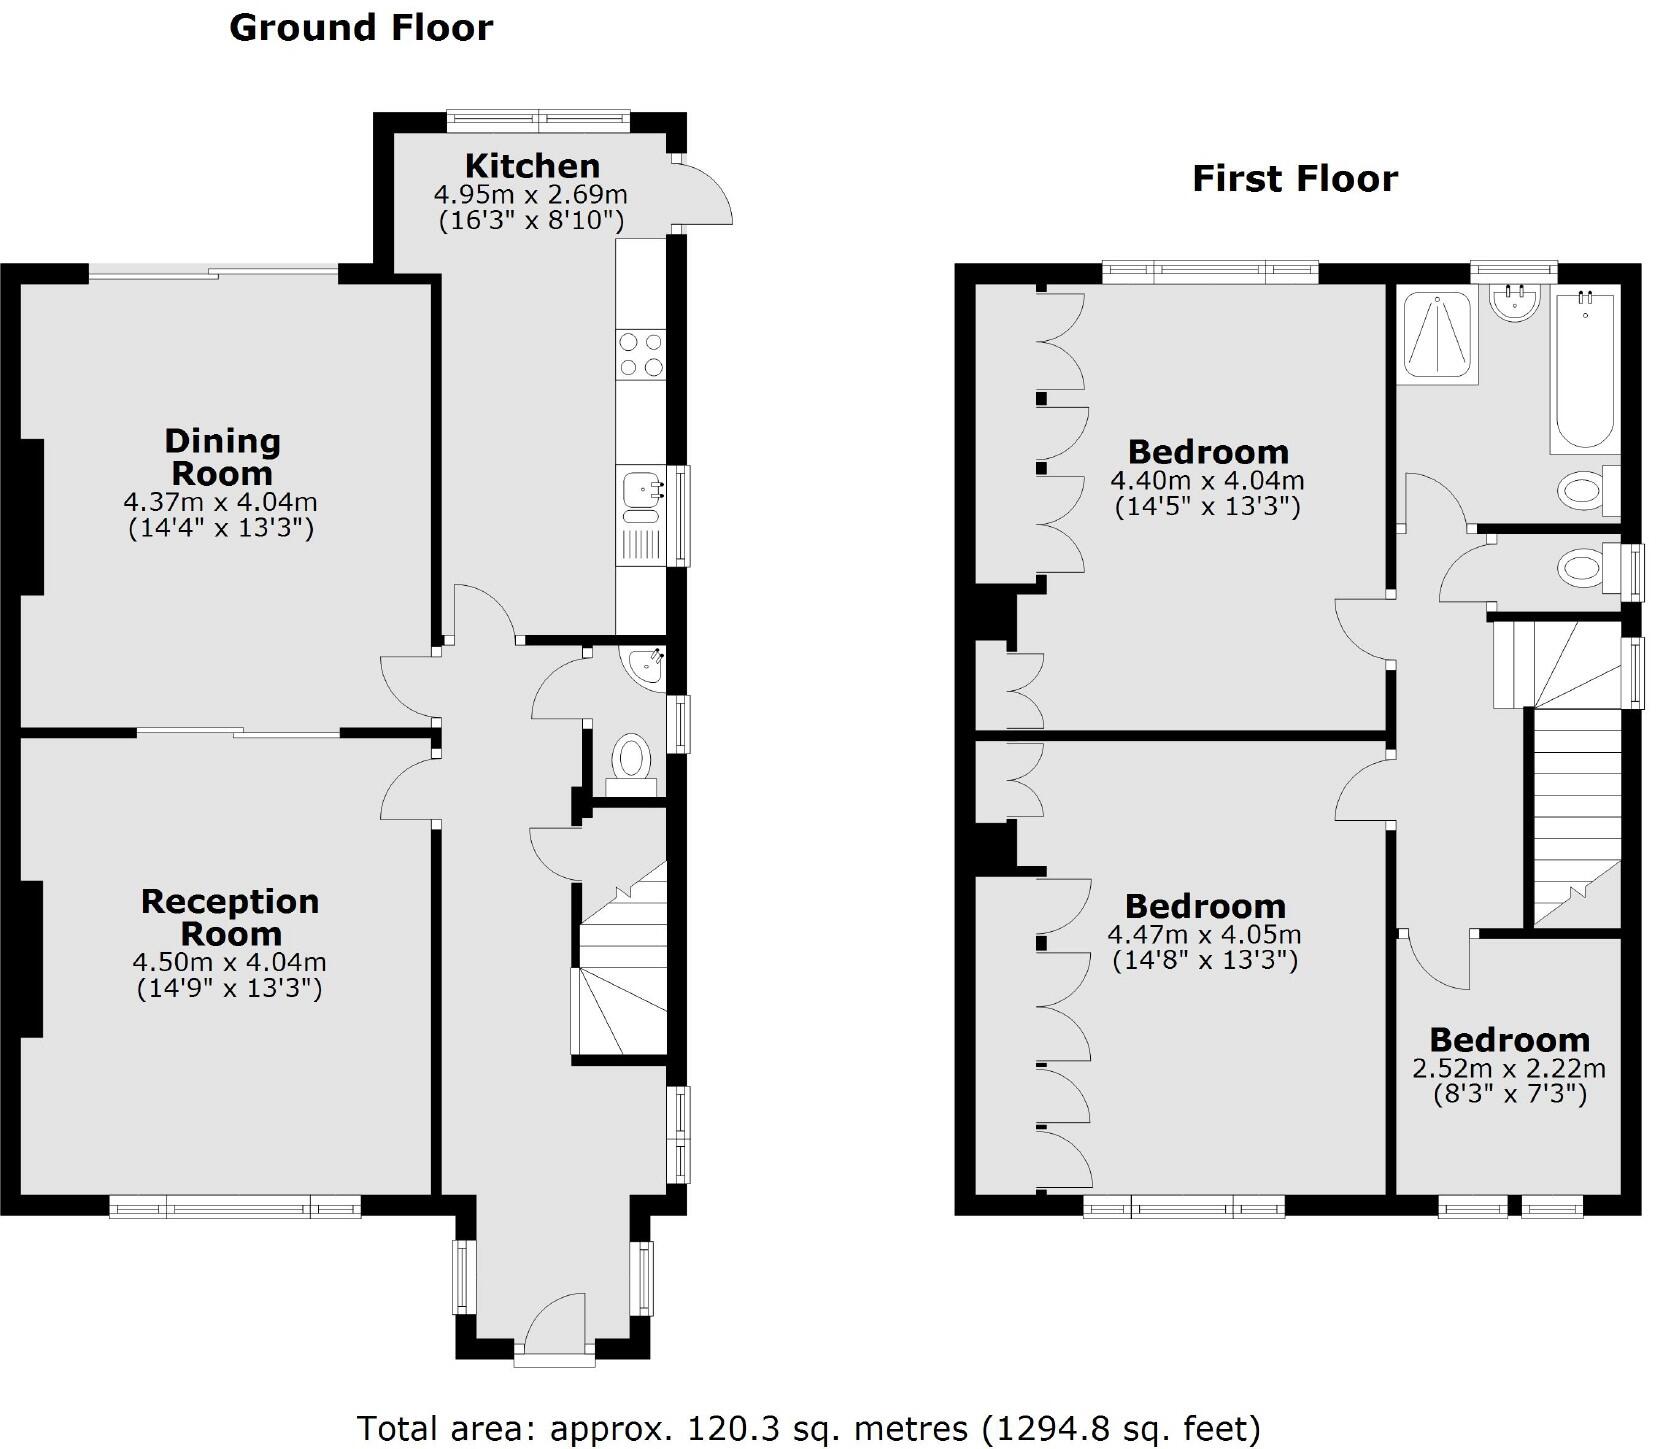 Ground Floor
Kitchen
4.95m x 2.69m
(16'3" x 8'10")
Dining
Room
4.37m x 4.04m
(14'4" x 13'3")
Reception
Room
4.50m x 4.04m
(14'9" x 13'3")
First Floor
Bedroom
4.40m x 4.04m
(14'5" x 13'3")
Bedroom
4.47m x 4.05m
(14'8" x 13'3")
Bedroom
2.52m x 2.22m
(8'3" x 7'3")
Total area: approx. 120.3 sq. metres (1294.8 sq. feet)